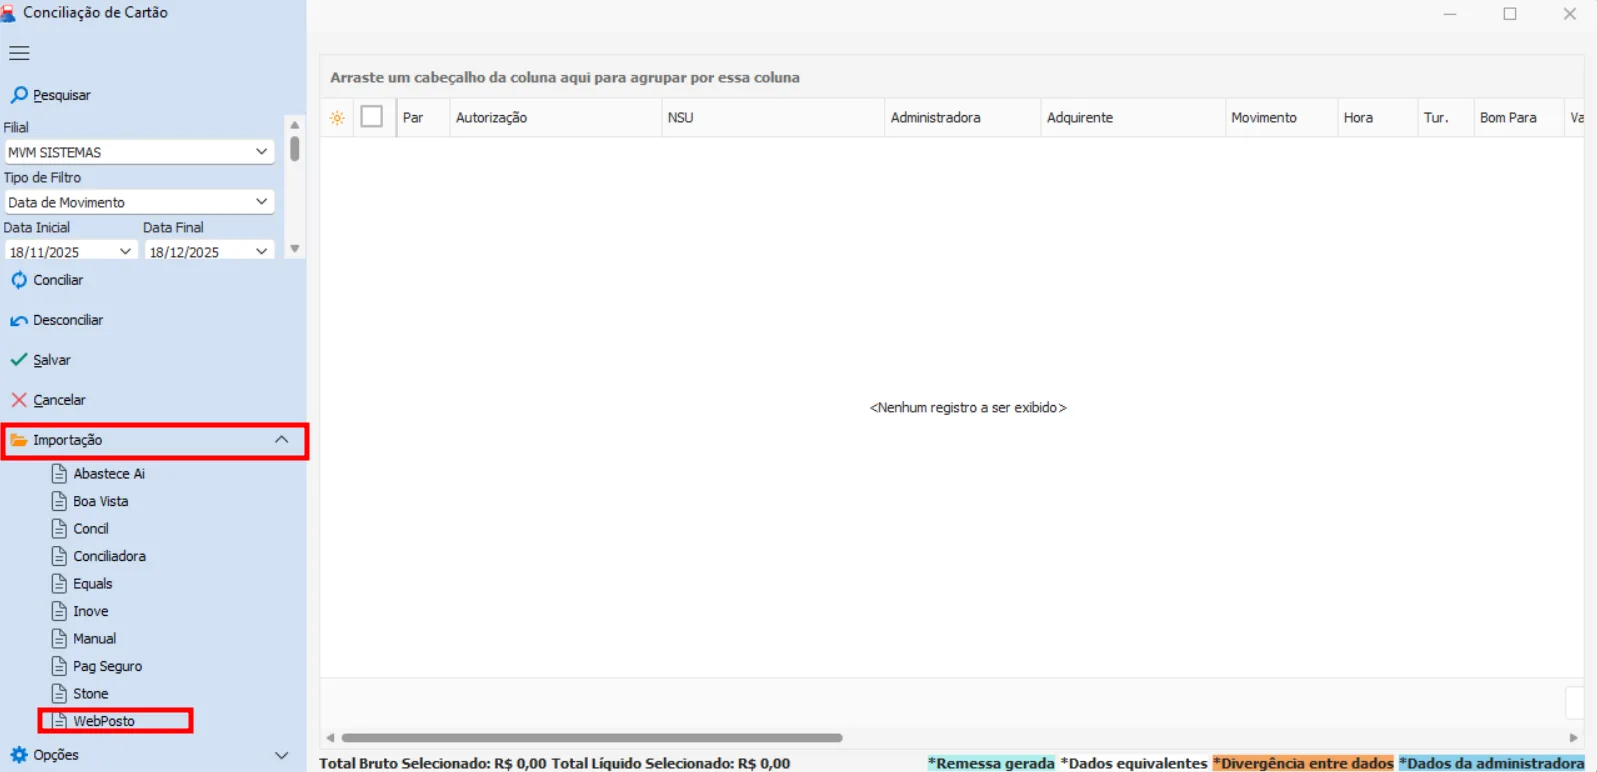 Conciliação de Cartão
Pesquisar
Filial
MVM SISTEMAS
Tipo de Filtro
Data de Movimento
Data Inicial Data Final
18/11/2025 18/12/2025
Conciliar
Desconciliar
Salvar
Cancelar
Importação
Abastece Ai
Boa Vista
Concil
Conciliadora
Equals
Inove
Manual
Pag Seguro
Stone
WebPosto
Opções
Arraste um cabeçalho da coluna aqui para agrupar por essa coluna
Par Autorização NSU Administradora Adquirente Movimento Hora Tur. Bom Para Va
<Nenhum registro a ser exibido>
Total Bruto Selecionado: R$ 0,00 Total Líquido Selecionado: R$ 0,00 *Remessa gerada *Dados equivalentes *Divergência entre dados *Dados da administradora